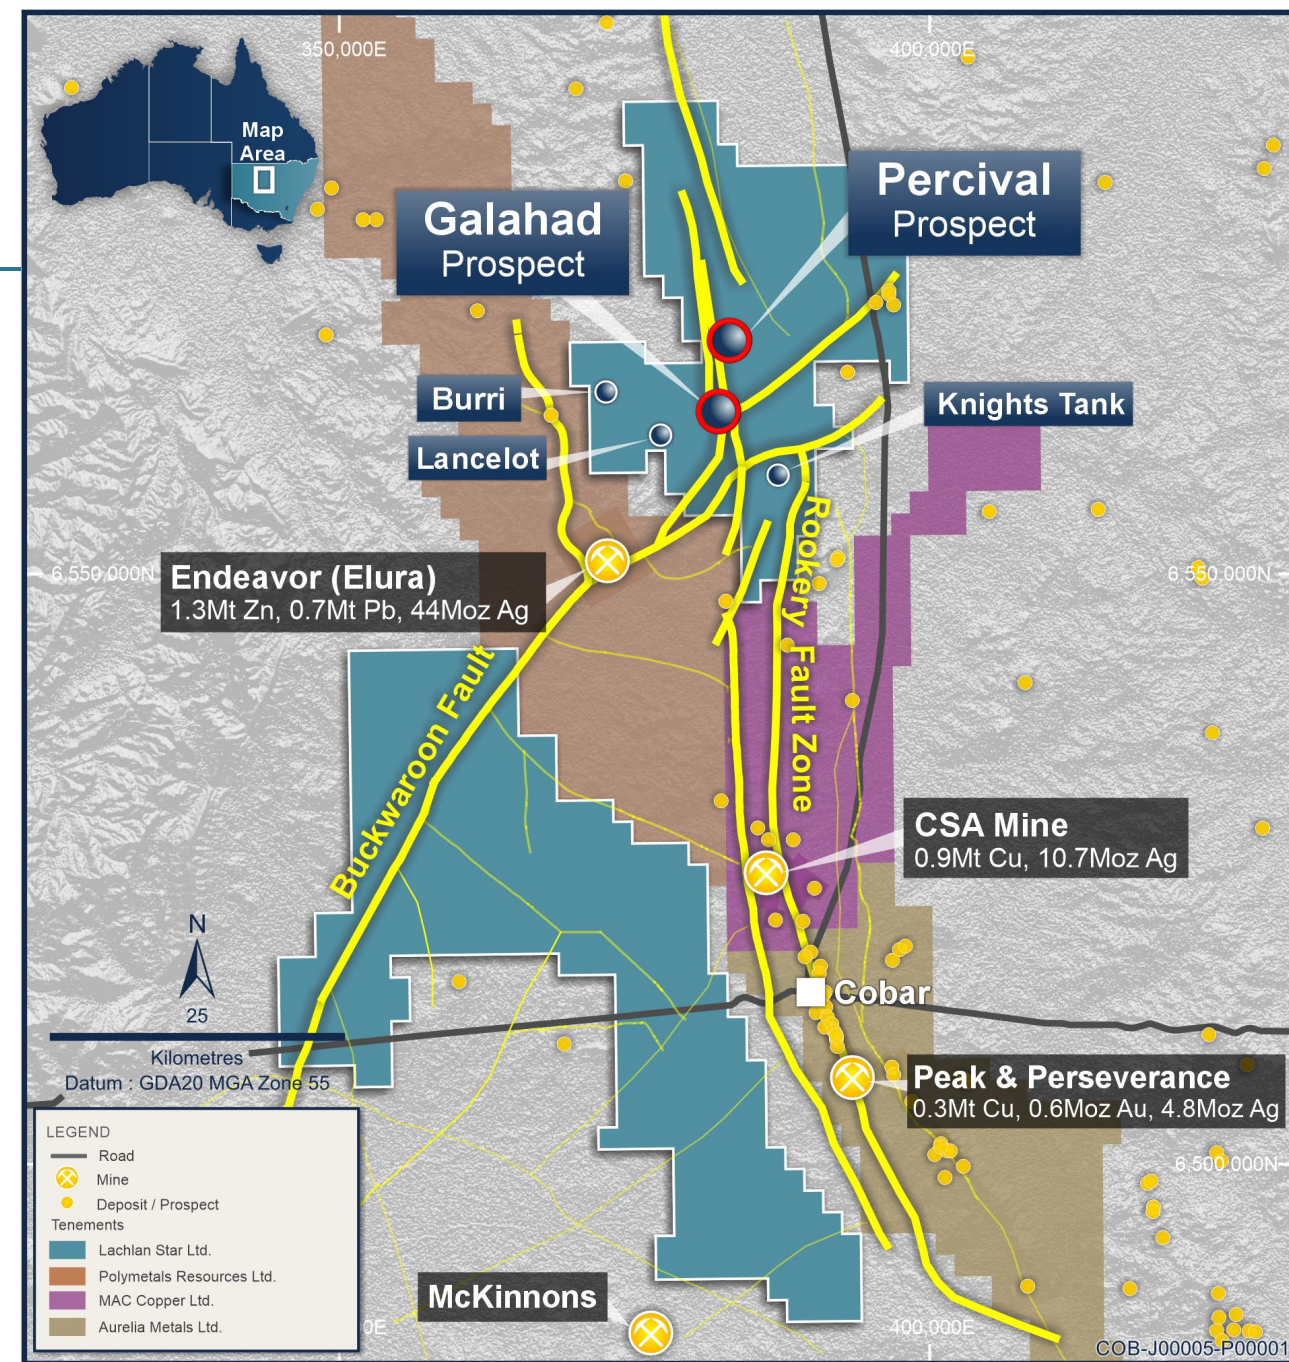 350,000E
400,000E
Map
Area
Percival
Prospect
Galahad
Prospect
Burri
Knights Tank
Lancelot
Rookery Fault Zone
6,550,000N
6,550,000N
Endeavor (Elura)
1.3Mt Zn, 0.7Mt Pb, 44Moz Ag
Buckwaroon Fault
CSA Mine
0.9Mt Cu, 10.7Moz Ag
N
25
Kilometres
Datum : GDA20 MGA Zone 55
Cobar
Peak & Perseverance
0.3Mt Cu, 0.6Moz Au, 4.8Moz Ag
6,500,000N
LEGEND
Road
Mine
Deposit / Prospect
Tenements
Lachlan Star Ltd.
Polymetals Resources Ltd.
MAC Copper Ltd.
Aurelia Metals Ltd.
McKinnons
400,000E
COB-J00005-P00001